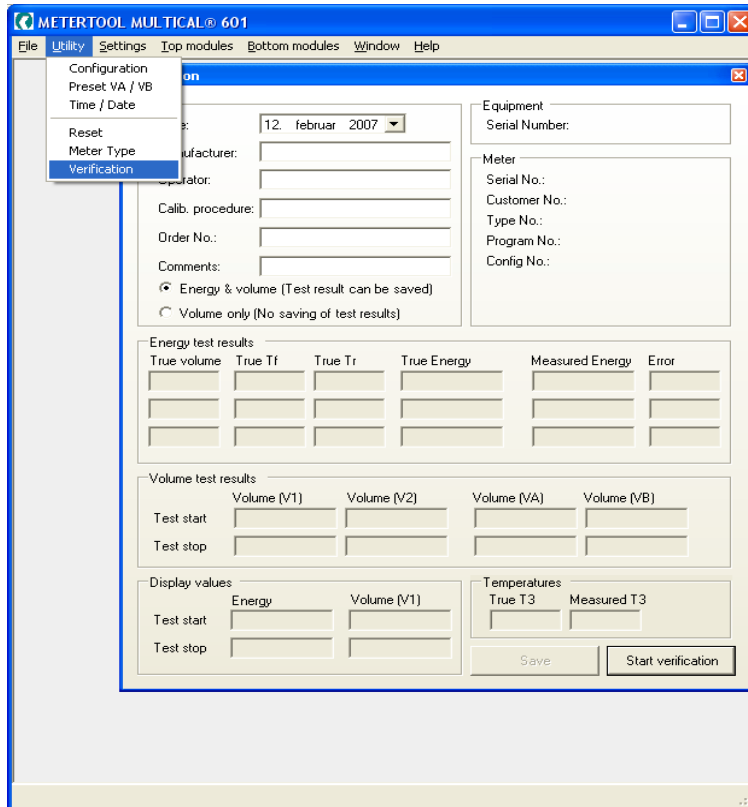 METERTOOL MULTICAL® 601
File Utility Settings Top modules Bottom modules Window Help
Configuration
Preset VA / VB
Time / Date
Reset
Meter Type
Verification
12. februar 2007
Operator:
Calib. procedure:
Order No.:
Comments:
Energy & volume (Test result can be saved)
Volume only (No saving of test results)
Equipment
Serial Number:
Meter
Serial No.:
Customer No.:
Type No.:
Program No.:
Config No.:
Energy test results
True volume True Tf True Tr True Energy Measured Energy Error
Volume test results
Volume (V1) Volume (V2) Volume (VA) Volume (VB)
Test start
Test stop
Display values
Energy Volume (V1)
Test start
Test stop
Temperatures
True T3 Measured T3
Save Start verification